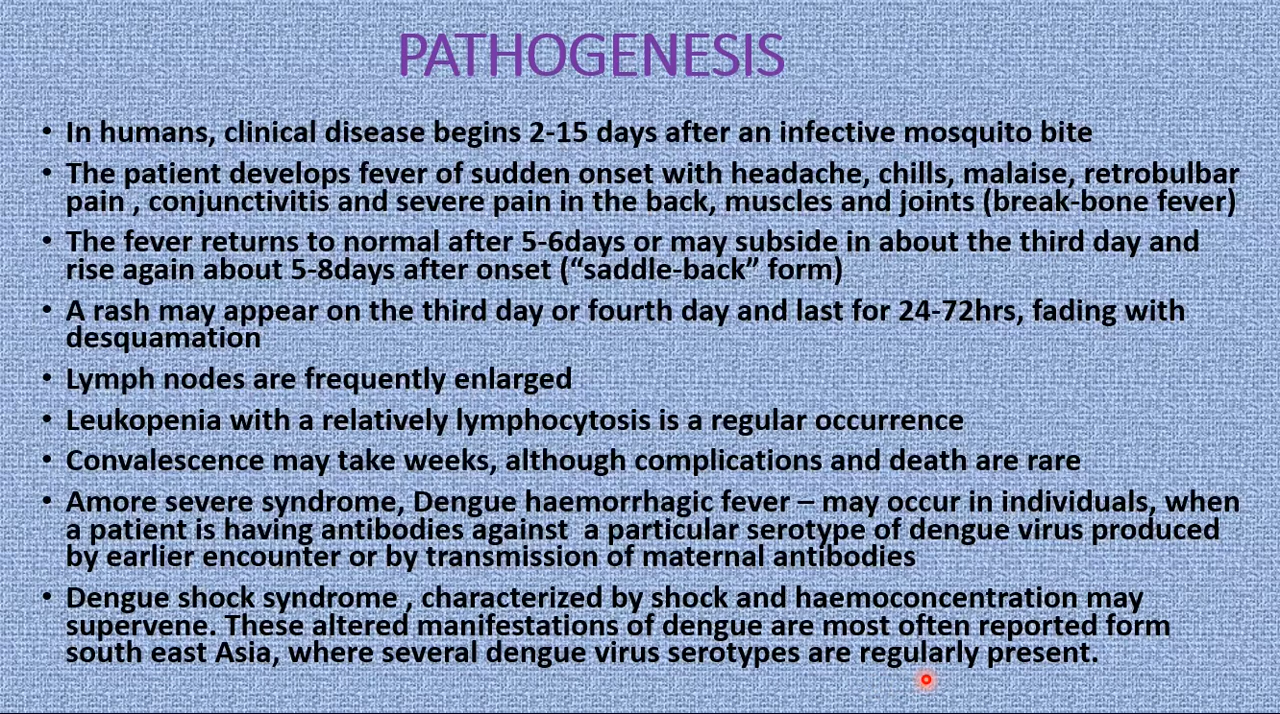 PATHOGENESIS
• In humans, clinical disease begins 2-15 days after an infective mosquito bite
• The patient develops fever of sudden onset with headache, chills, malaise, retrobulbar
pain , conjunctivitis and severe pain in the back, muscles and joints (break-bone fever)
• The fever returns to normal after 5-6days or may subside in about the third day and
rise again about 5-8days after onset (“saddle-back” form)
• A rash may appear on the third day or fourth day and last for 24-72hrs, fading with
desquamation
• Lymph nodes are frequently enlarged
• Leukopenia with a relatively lymphocytosis is a regular occurrence
• Convalescence may take weeks, although complications and death are rare
• Amore severe syndrome, Dengue haemorrhagic fever – may occur in individuals, when
a patient is having antibodies against  a particular serotype of dengue virus produced
by earlier encounter or by transmission of maternal antibodies
• Dengue shock syndrome , characterized by shock and haemoconcentration may
supervene. These altered manifestations of dengue are most often reported form
south east Asia, where several dengue virus serotypes are regularly present.